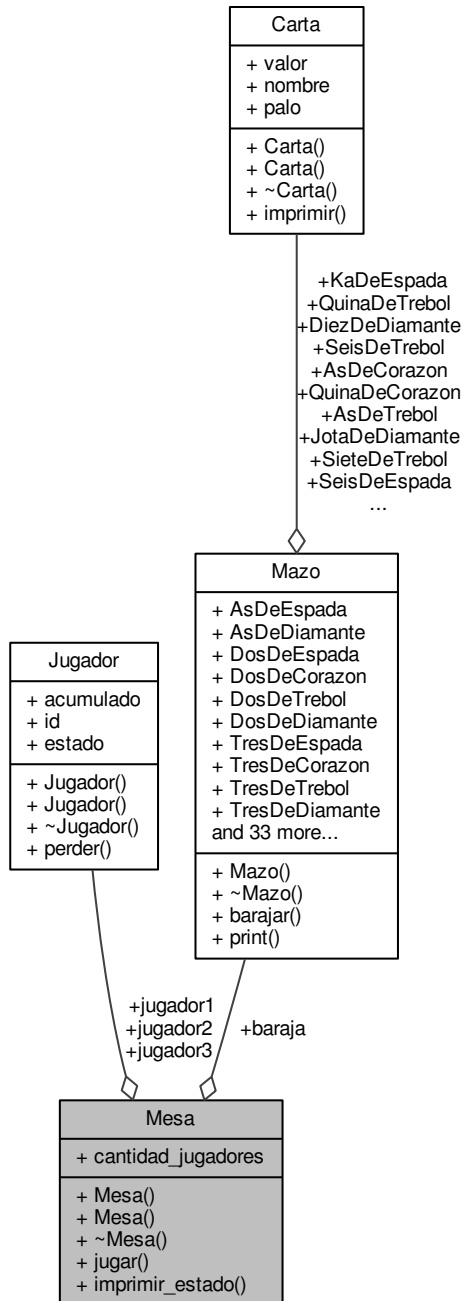 Carta
+ valor
+ nombre
+ palo
+ Carta()
+ Carta()
+ ~Carta()
+ imprimir()
+KaDeEspada
+QuinaDeTrebol
+DiezDeDiamante
+SeisDeTrebol
+AsDeCorazon
+QuinaDeCorazon
+AsDeTrebol
+JotaDeDiamante
+SieteDeTrebol
+SeisDeEspada
...
Mazo
+ AsDeEspada
+ AsDeDiamante
+ DosDeEspada
+ DosDeCorazon
+ DosDeTrebol
+ DosDeDiamante
+ TresDeEspada
+ TresDeCorazon
+ TresDeTrebol
+ TresDeDiamante
and 33 more...
+ Mazo()
+ ~Mazo()
+ barajar()
+ print()
Jugador
+ acumulado
+ id
+ estado
+ Jugador()
+ Jugador()
+ ~Jugador()
+ perder()
+jugador1
+jugador2
+jugador3
+baraja
Mesa
+ cantidad_jugadores
+ Mesa()
+ Mesa()
+ ~Mesa()
+ jugar()
+ imprimir_estado()